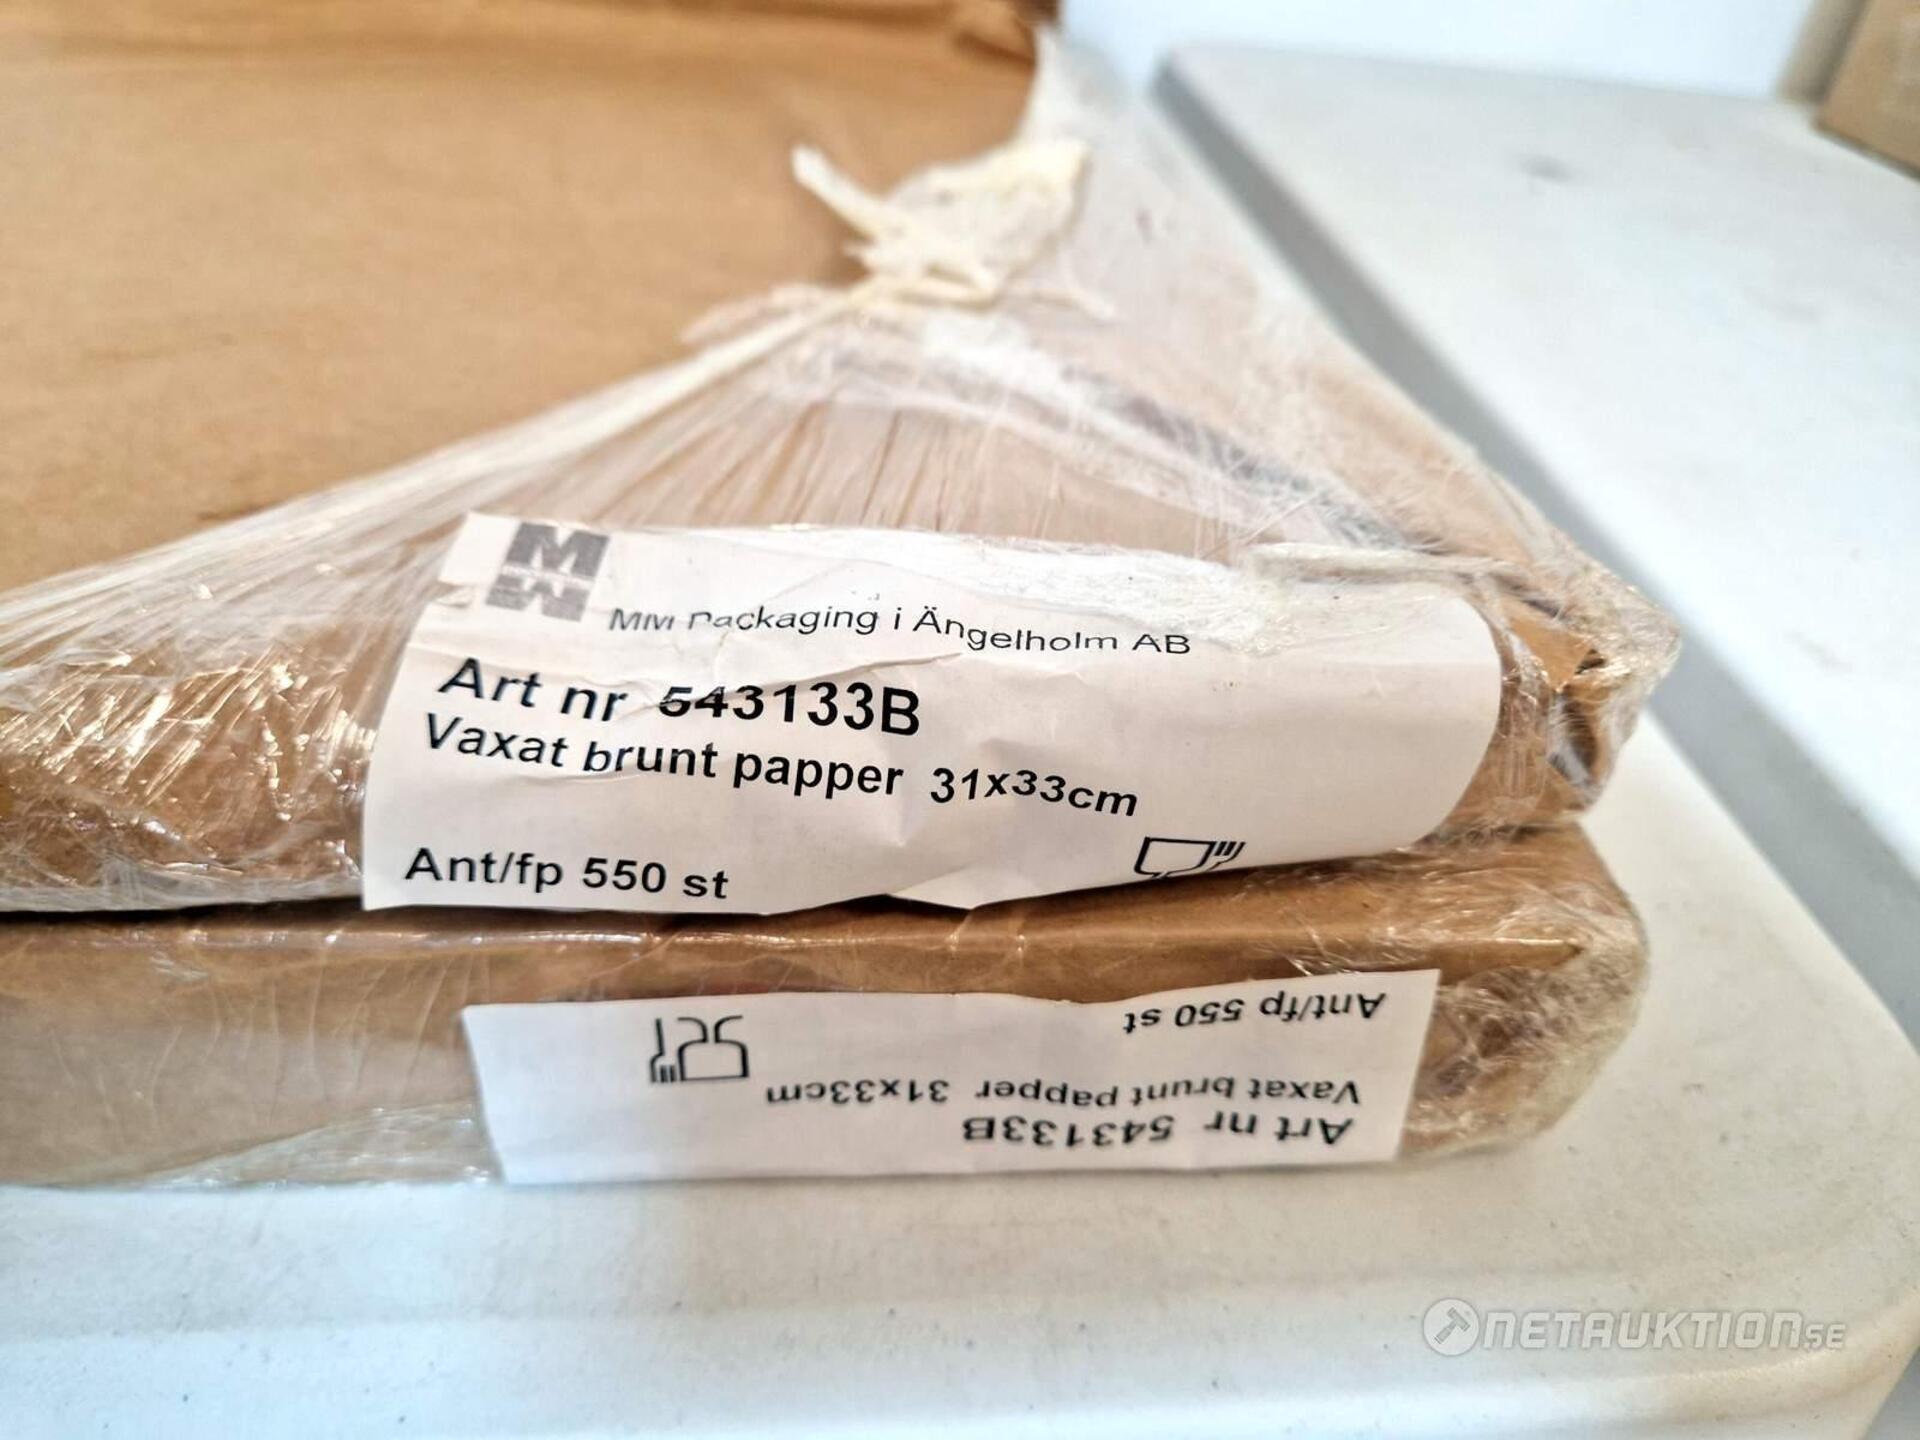 MM Packaging i Ängelholm AB
Art nr 543133B
Vaxat brunt papper 31x33cm
Ant/fp 550 st
Art nr 543133B
Vaxat brunt papper 31x33cm
Ant/fp 550 st
NETAUKTION.SE